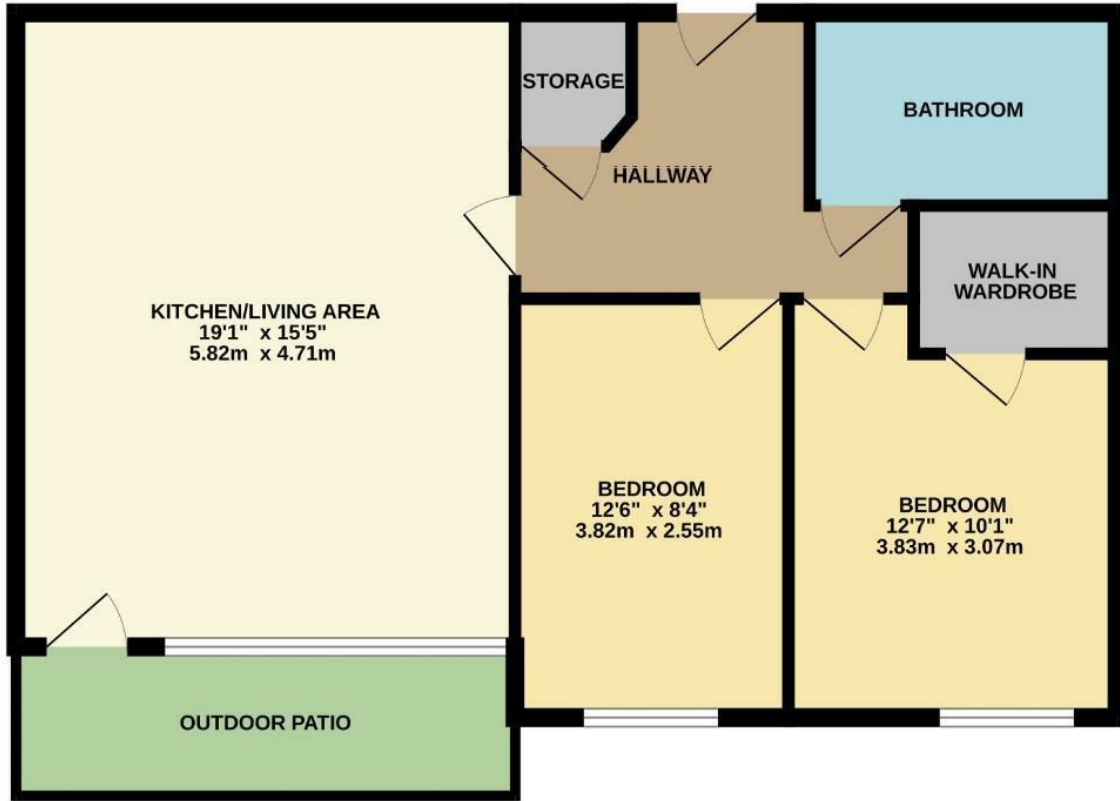 STORAGE
BATHROOM
HALLWAY
WALK-IN
WARDROBE
KITCHEN/LIVING AREA
19'1" x 15'5"
5.82m x 4.71m
BEDROOM
12'6" x 8'4"
3.82m x 2.55m
BEDROOM
12'7" x 10'1"
3.83m x 3.07m
OUTDOOR PATIO